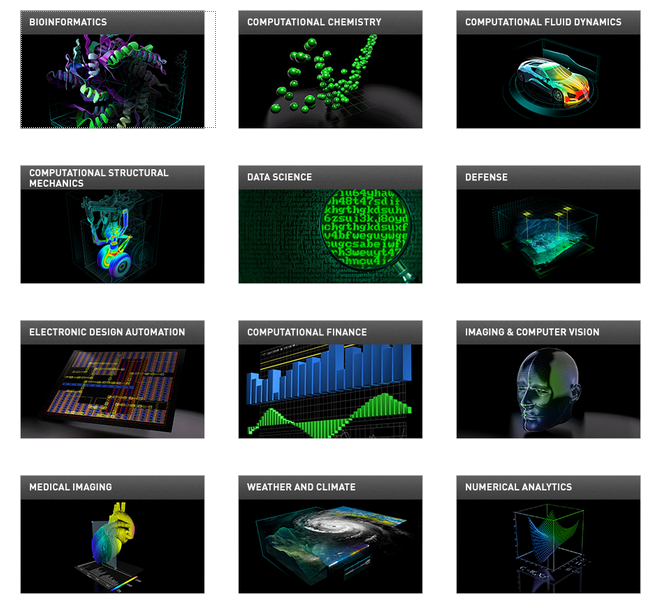 BIOINFORMATICS
COMPUTATIONAL CHEMISTRY
COMPUTATIONAL FLUID DYNAMICS
COMPUTATIONAL STRUCTURAL
MECHANICS
DATA SCIENCE
DEFENSE
ELECTRONIC DESIGN AUTOMATION
COMPUTATIONAL FINANCE
IMAGING & COMPUTER VISION
MEDICAL IMAGING
WEATHER AND CLIMATE
NUMERICAL ANALYTICS